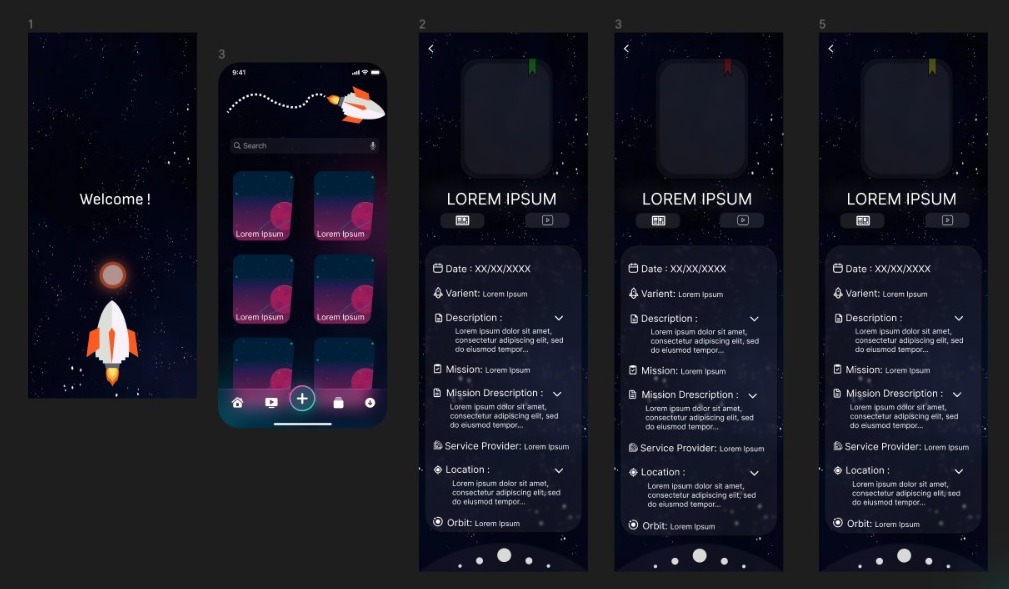 1
Welcome !
3
9:41
Search
Lorem Ipsum
Lorem Ipsum
Lorem Ipsum
Lorem Ipsum
2
LOREM IPSUM
Date : XX/XX/XXXX
Varient: Lorem Ipsum
Description :
Lorem ipsum dolor sit amet,
consectetur adipiscing elit, sed
do eiusmod tempor...
Mission: Lorem Ipsum
Mission Drescription :
Lorem ipsum dolor sit amet,
consectetur adipiscing elit, sed
do eiusmod tempor...
Service Provider: Lorem Ipsum
Location :
Lorem ipsum dolor sit amet,
consectetur adipiscing elit, sed
do eiusmod tempor...
Orbit: Lorem Ipsum
3
LOREM IPSUM
Date : XX/XX/XXXX
Varient: Lorem Ipsum
Description :
Lorem ipsum dolor sit amet,
consectetur adipiscing elit, sed
do eiusmod tempor...
Mission: Lorem Ipsum
Mission Drescription :
Lorem ipsum dolor sit amet,
consectetur adipiscing elit, sed
do eiusmod tempor...
Service Provider: Lorem Ipsum
Location :
Lorem ipsum dolor sit amet,
consectetur adipiscing elit, sed
do eiusmod tempor...
Orbit: Lorem Ipsum
5
LOREM IPSUM
Date : XX/XX/XXXX
Varient: Lorem Ipsum
Description :
Lorem ipsum dolor sit amet,
consectetur adipiscing elit, sed
do eiusmod tempor...
Mission: Lorem Ipsum
Mission Drescription :
Lorem ipsum dolor sit amet,
consectetur adipiscing elit, sed
do eiusmod tempor...
Service Provider: Lorem Ipsum
Location :
Lorem ipsum dolor sit amet,
consectetur adipiscing elit, sed
do eiusmod tempor...
Orbit: Lorem Ipsum